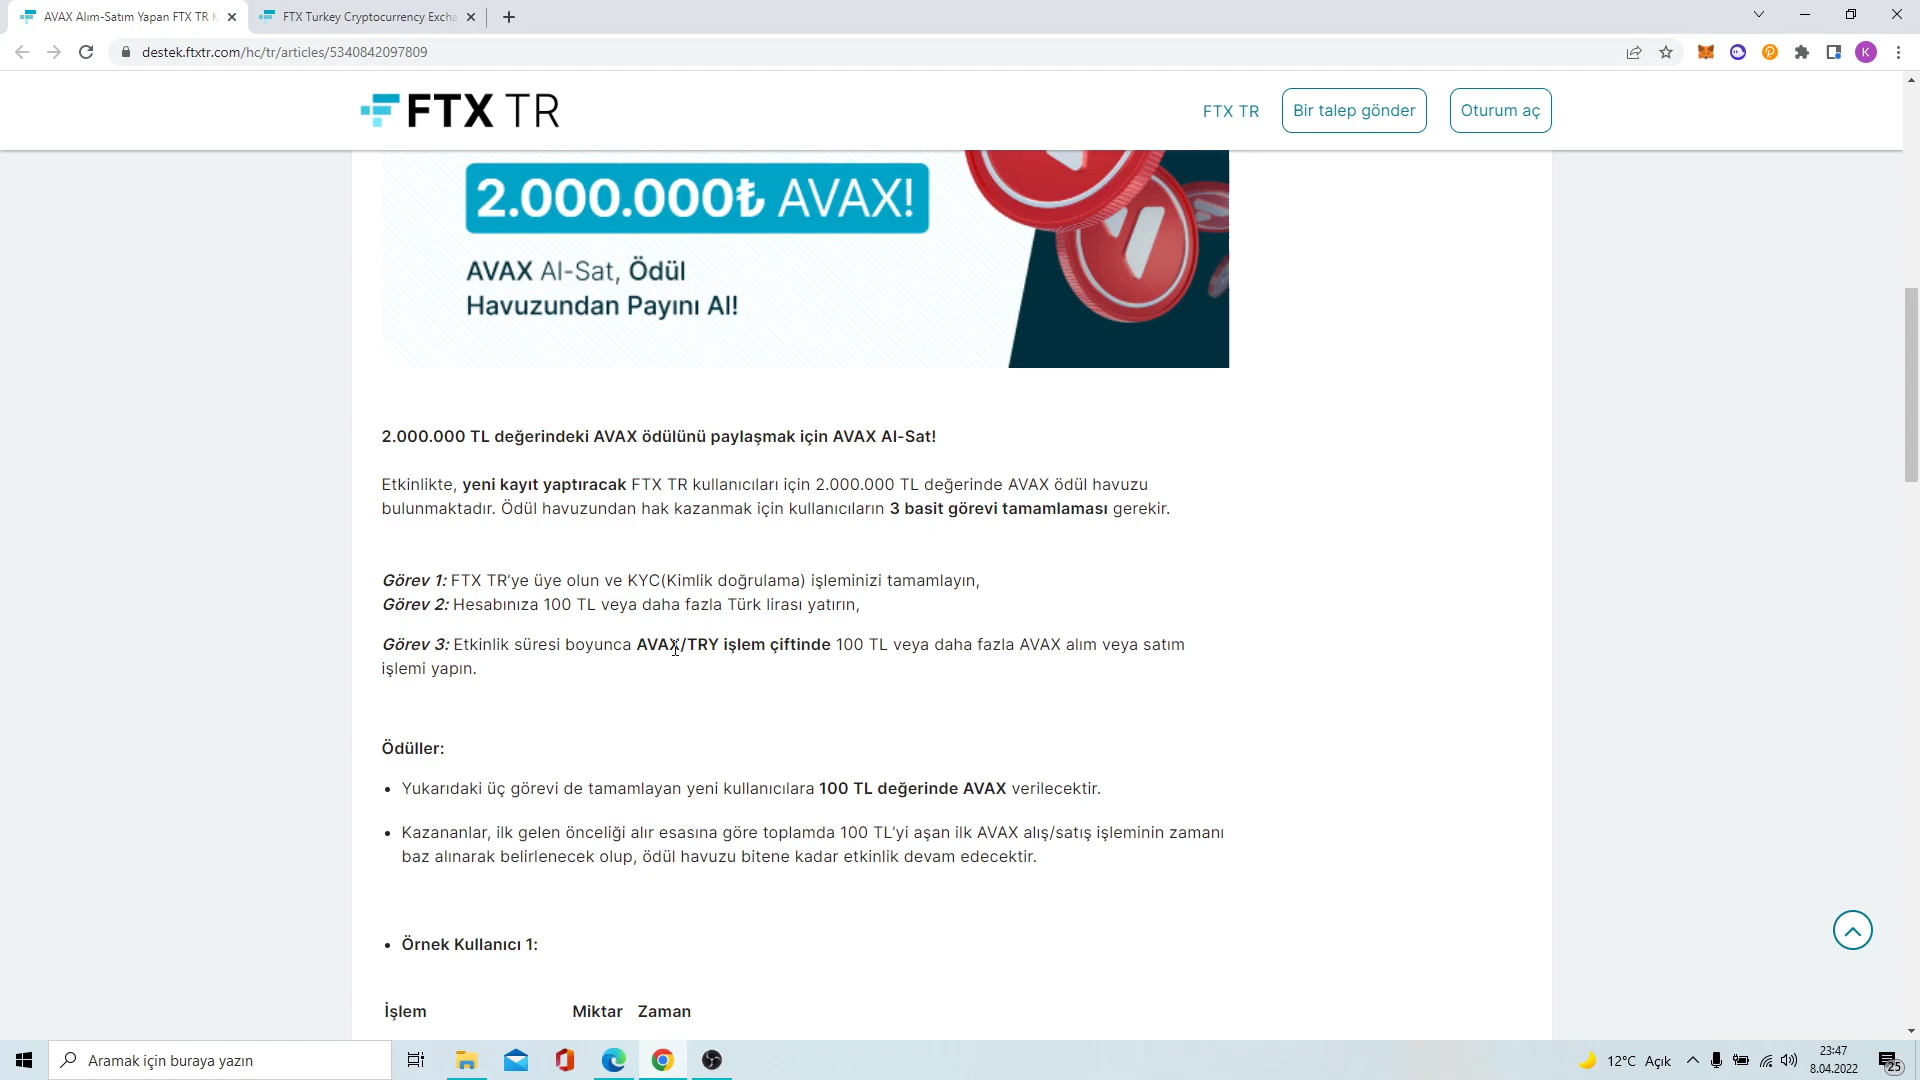 AVAX Alım-Satım Yapan FTX TR K
FTX Turkey Cryptocurrency Excha
destek.ftxtr.com/hc/tr/articles/5340842097809
K
FTX TR
FTX TR
Bir talep gönder
Oturum aç
2.000.000₺ AVAX!
AVAX Al-Sat, Ödül
Havuzundan Payını Al!
2.000.000 TL değerindeki AVAX ödülünü paylaşmak için AVAX Al-Sat!
Etkinlikte, yeni kayıt yaptıracak FTX TR kullanıcıları için 2.000.000 TL değerinde AVAX ödül havuzu
bulunmaktadır. Ödül havuzundan hak kazanmak için kullanıcıların 3 basit görevi tamamlaması gerekir.
Görev 1: FTX TR'ye üye olun ve KYC(Kimlik doğrulama) işleminizi tamamlayın,
Görev 2: Hesabınıza 100 TL veya daha fazla Türk lirası yatırın,
Görev 3: Etkinlik süresi boyunca AVAX/TRY işlem çiftinde 100 TL veya daha fazla AVAX alım veya satım
işlemi yapın.
Ödüller:
• Yukarıdaki üç görevi de tamamlayan yeni kullanıcılara 100 TL değerinde AVAX verilecektir.
• Kazananlar, ilk gelen önceliği alır esasına göre toplamda 100 TL'yi aşan ilk AVAX alış/satış işleminin zamanı
baz alınarak belirlenecek olup, ödül havuzu bitene kadar etkinlik devam edecektir.
• Örnek Kullanıcı 1:
İşlem Miktar Zaman
Aramak için buraya yazın
12°C Açık
23:47
8.04.2022
25